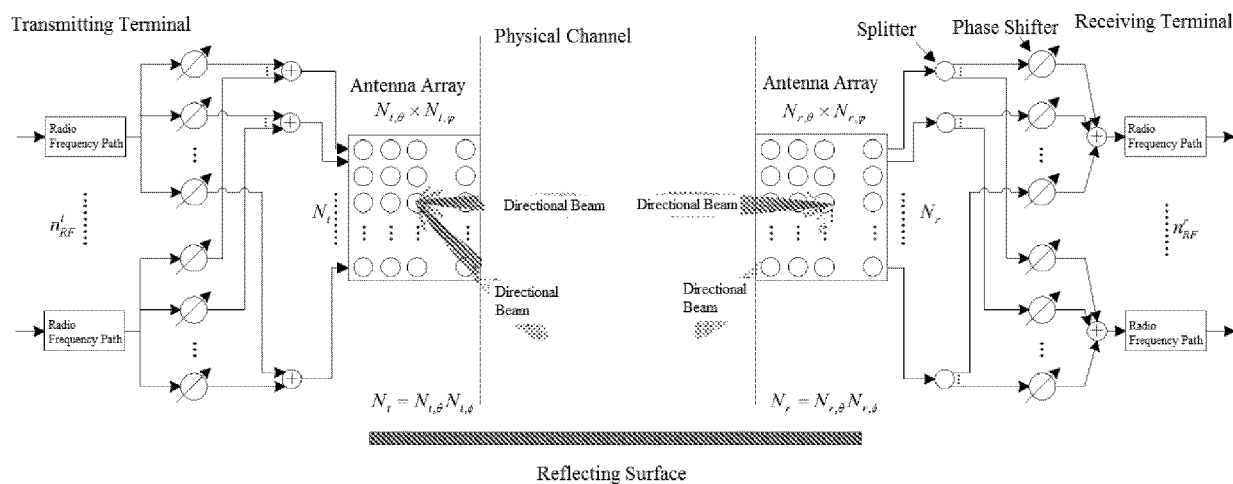 Transmitting Terminal
Physical Channel
Splitter
Phase Shifter
Receiving Terminal
Antenna Array
N_{t,θ} × N_{t,φ}
Antenna Array
N_{r,θ} × N_{r,φ}
Radio
Frequency Path
Radio
Frequency Path
n^t_{RF}
N_t
Directional Beam
Directional Beam
N_r
n^r_{RF}
Directional
Beam
Directional
Beam
Radio
Frequency Path
Radio
Frequency Path
N_t = N_{t,θ} N_{t,ϕ}
N_r = N_{r,θ} N_{r,ϕ}
Reflecting Surface